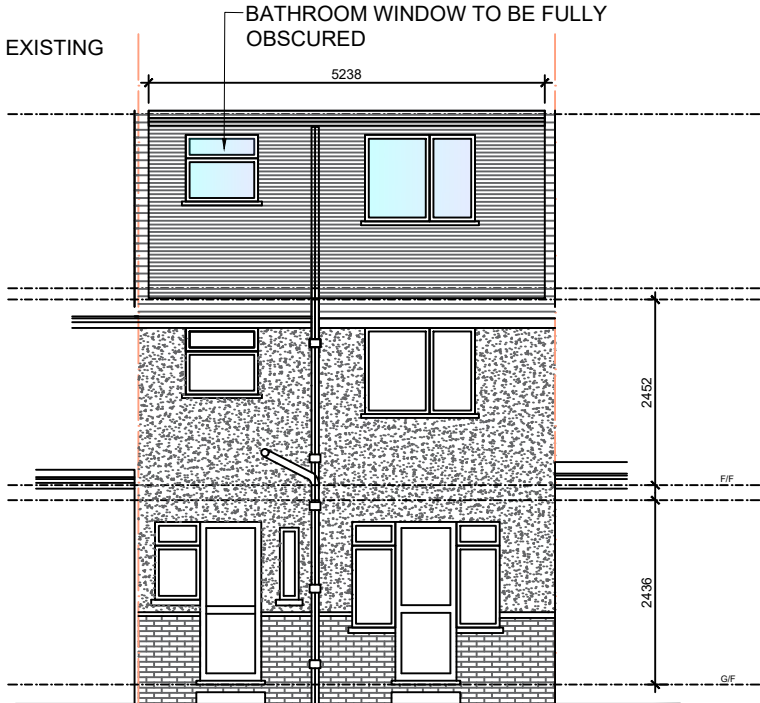 BATHROOM WINDOW TO BE FULLY
OBSCURED
EXISTING
5238
2452
F/F
2436
G/F